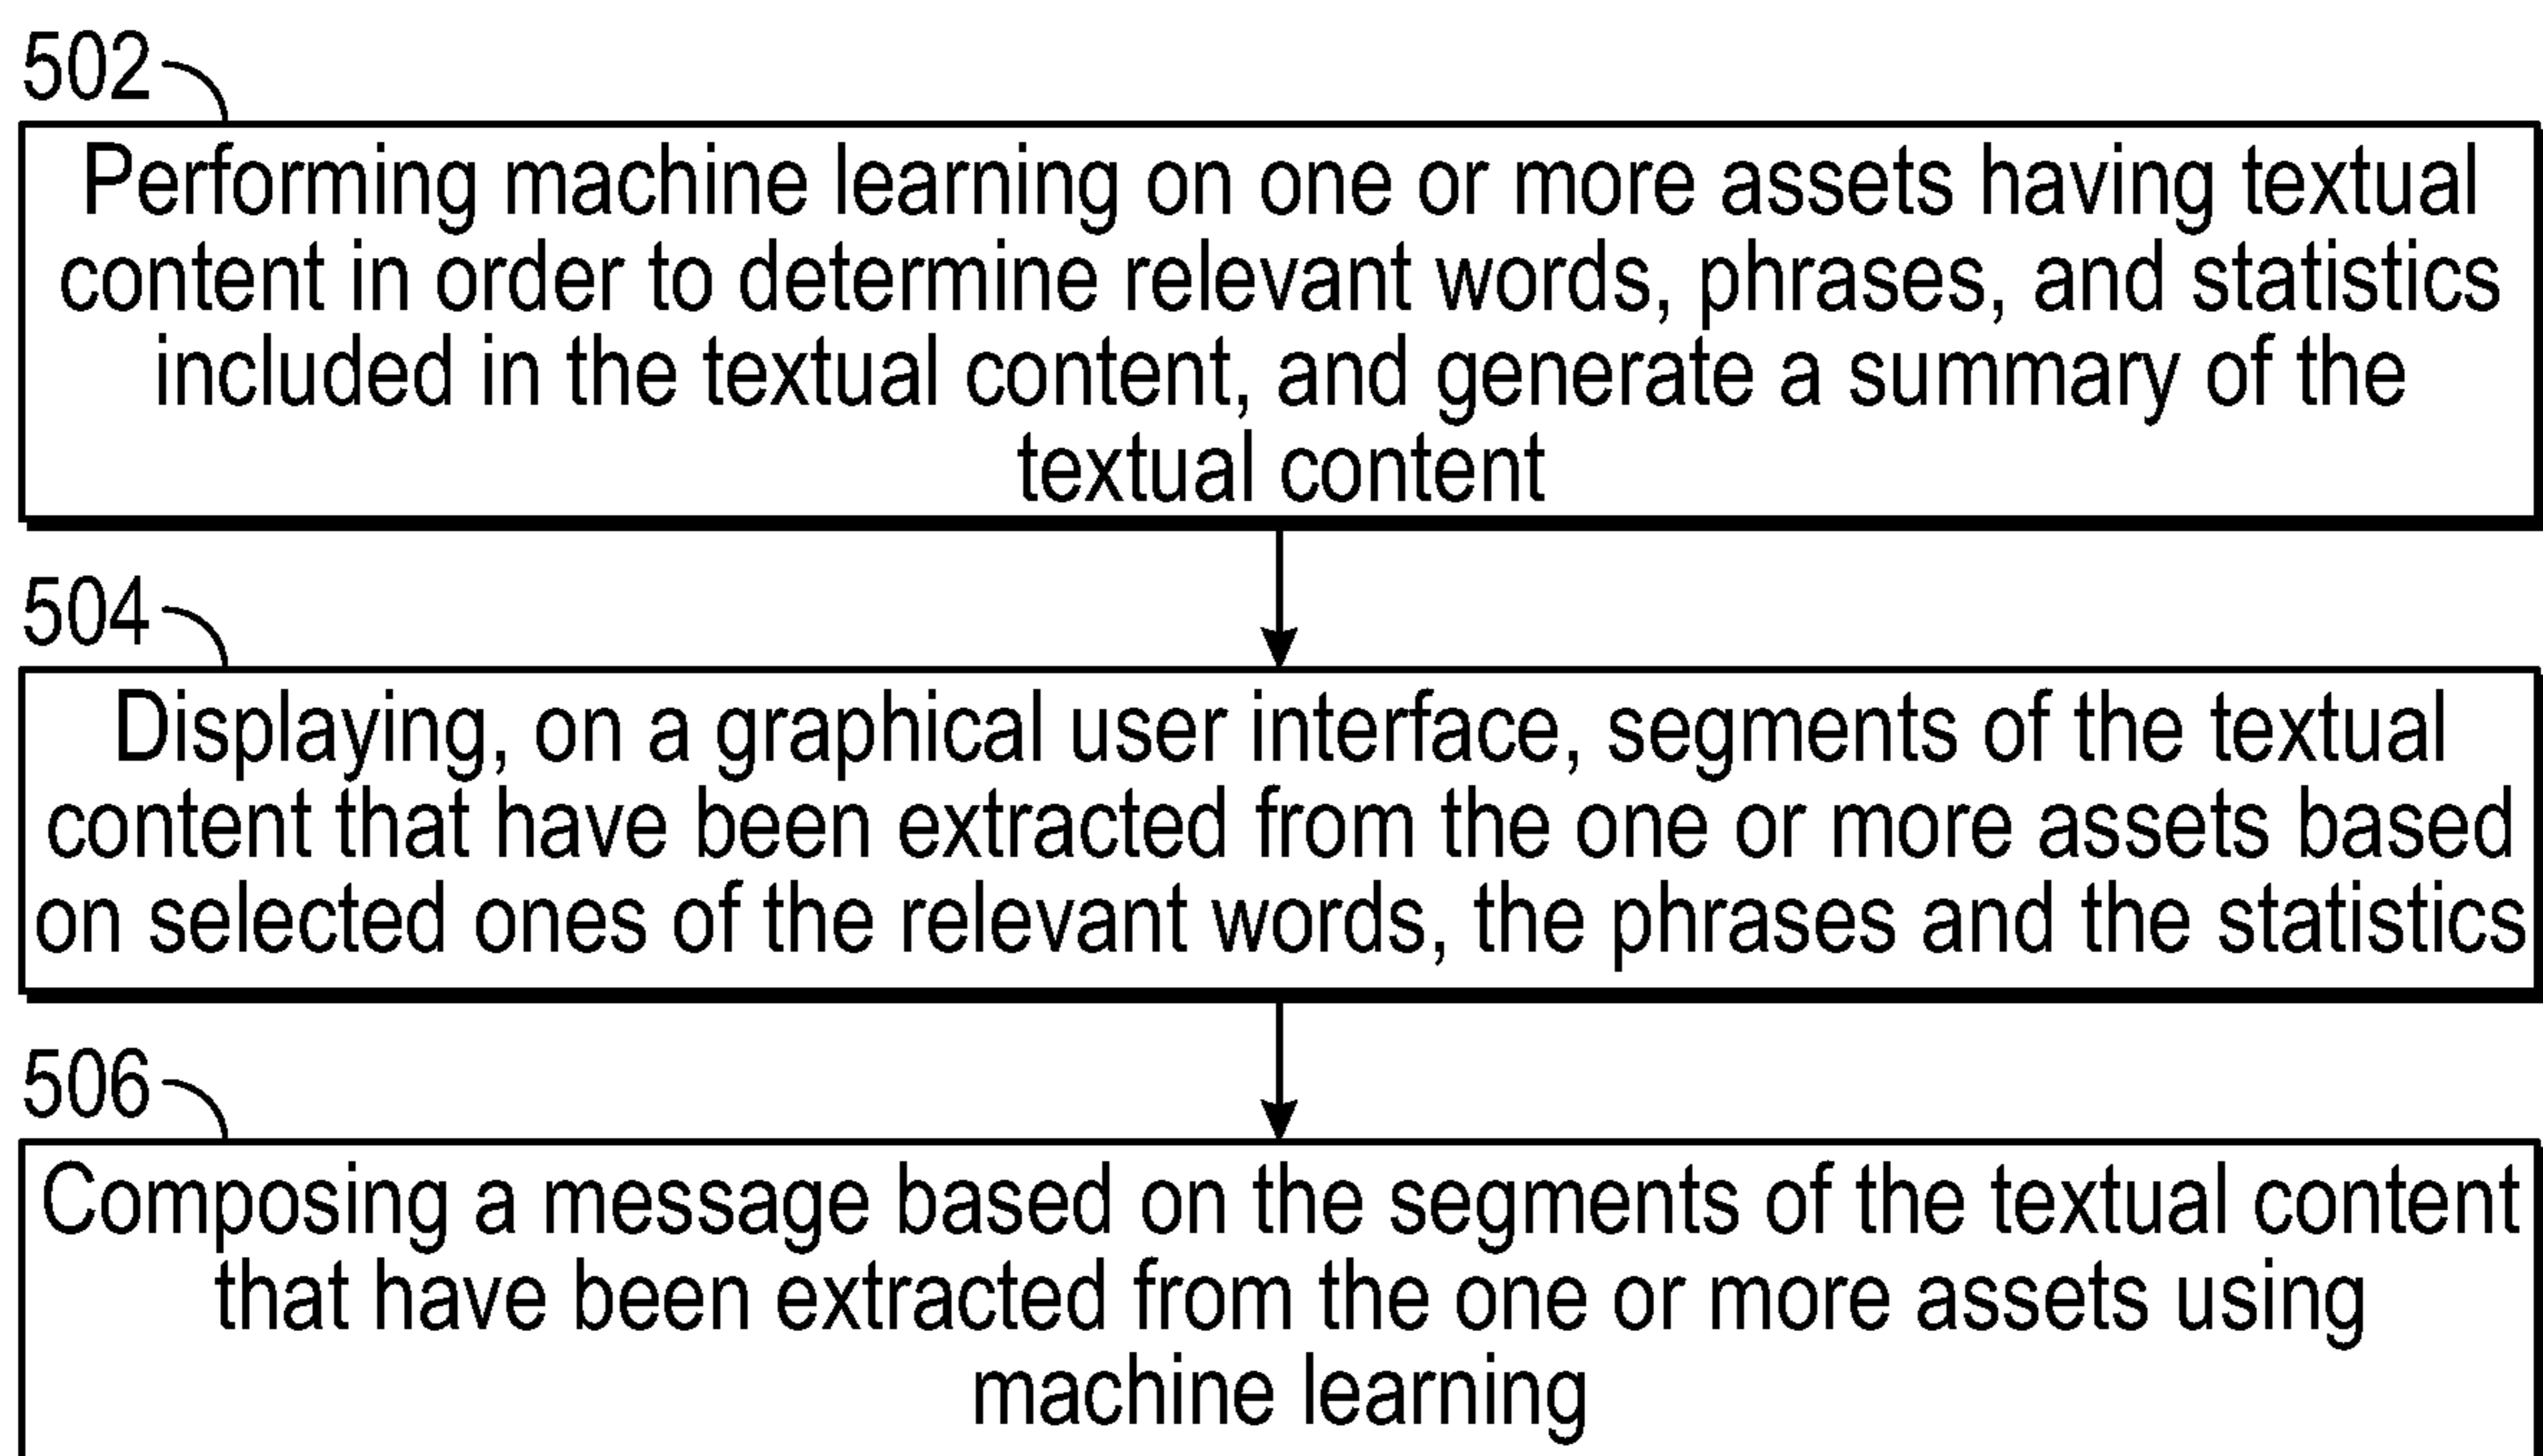 502
Performing machine learning on one or more assets having textual
content in order to determine relevant words, phrases, and statistics
included in the textual content, and generate a summary of the
textual content
504
Displaying, on a graphical user interface, segments of the textual
content that have been extracted from the one or more assets based
on selected ones of the relevant words, the phrases and the statistics
506
Composing a message based on the segments of the textual content
that have been extracted from the one or more assets using
machine learning